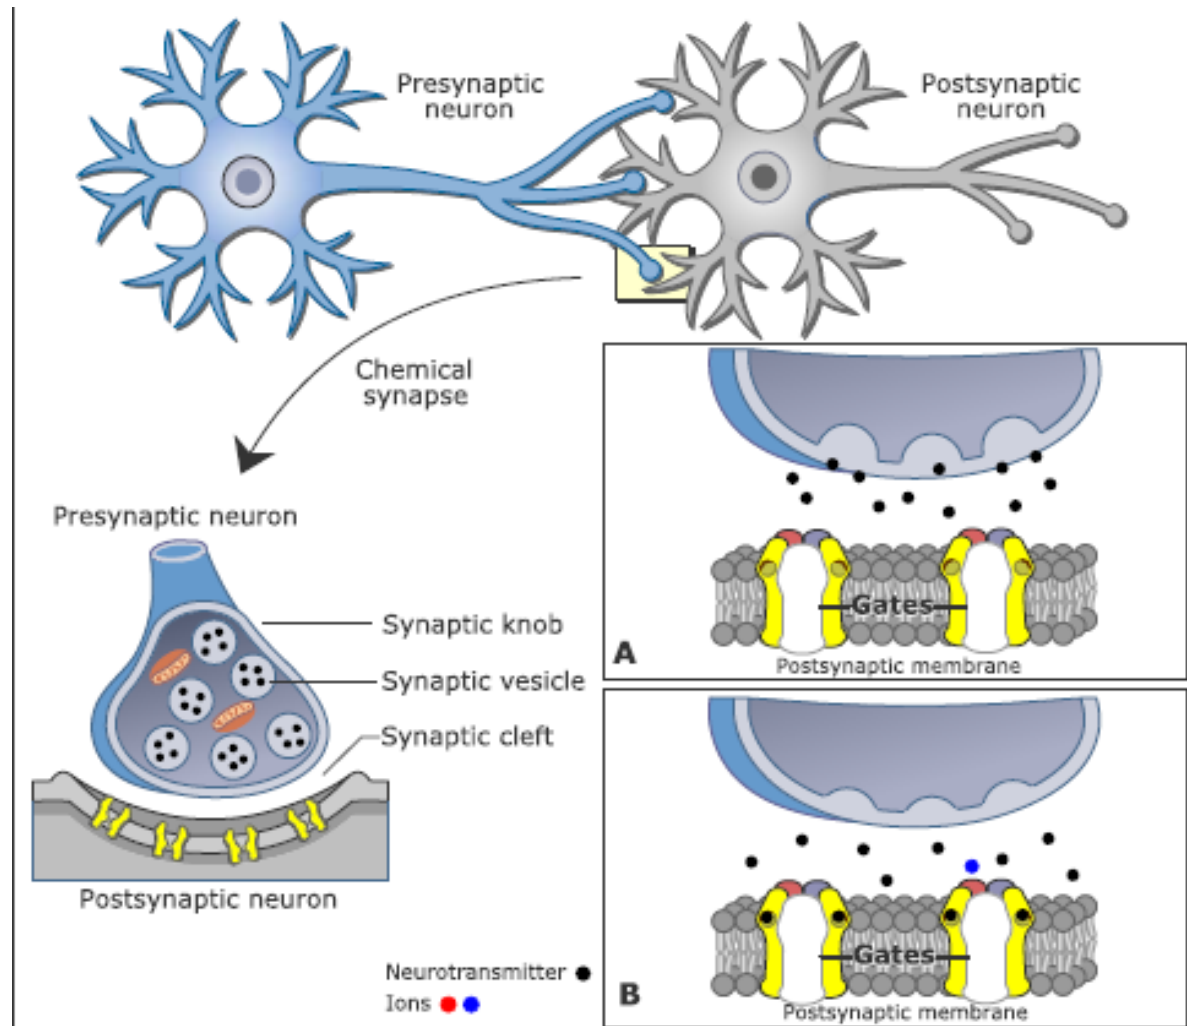 Presynaptic
neuron
Postsynaptic
neuron
Chemical
synapse
Presynaptic neuron
Synaptic knob
Synaptic vesicle
Synaptic cleft
Postsynaptic neuron
Neurotransmitter
Ions
Gates
A
Postsynaptic membrane
Gates
B
Postsynaptic membrane